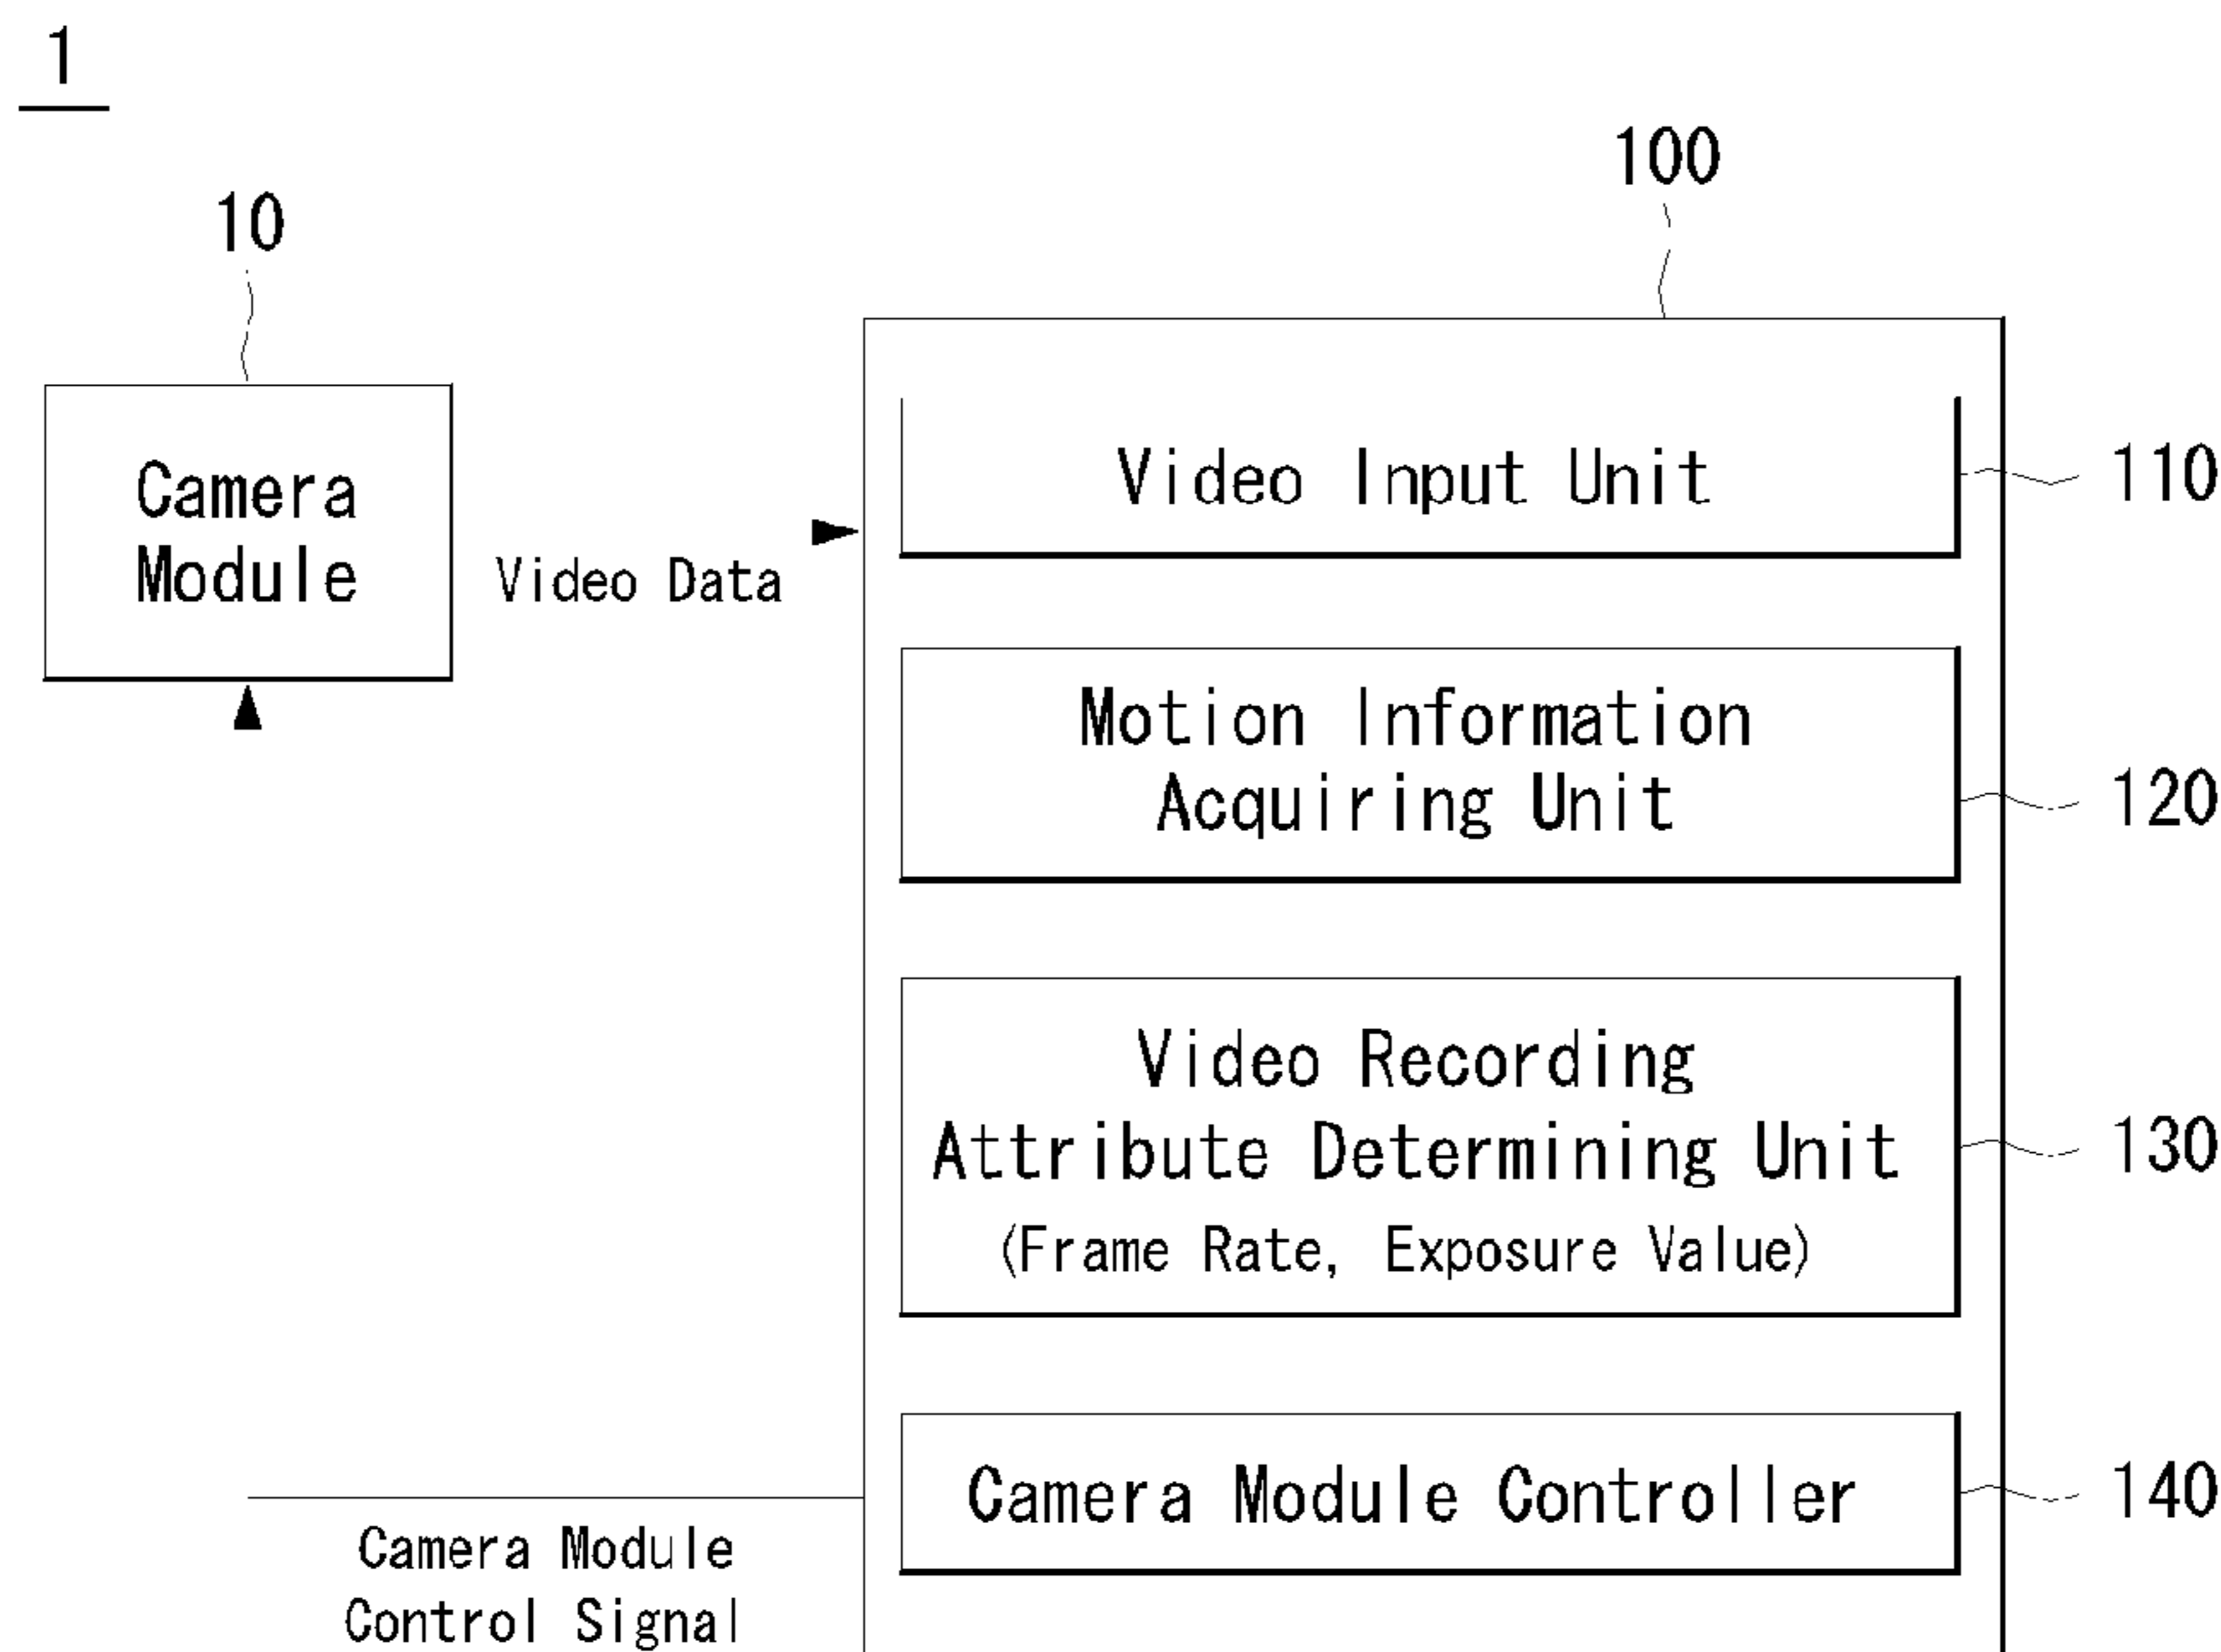 1
100
10
Camera
Module
Video Data
Video Input Unit
110
Motion Information
Acquiring Unit
120
Video Recording
Attribute Determining Unit
(Frame Rate, Exposure Value)
130
Camera Module Controller
140
Camera Module
Control Signal